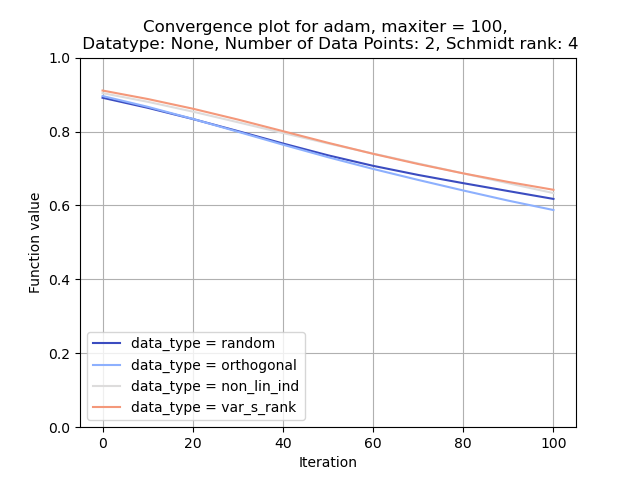 Convergence plot for adam, maxiter = 100,
Datatype: None, Number of Data Points: 2, Schmidt rank: 4
1.0
0.8
0.6
0.4
0.2
0.0
Function value
data_type = random
data_type = orthogonal
data_type = non_lin_ind
data_type = var_s_rank
0 20 40 60 80 100
Iteration